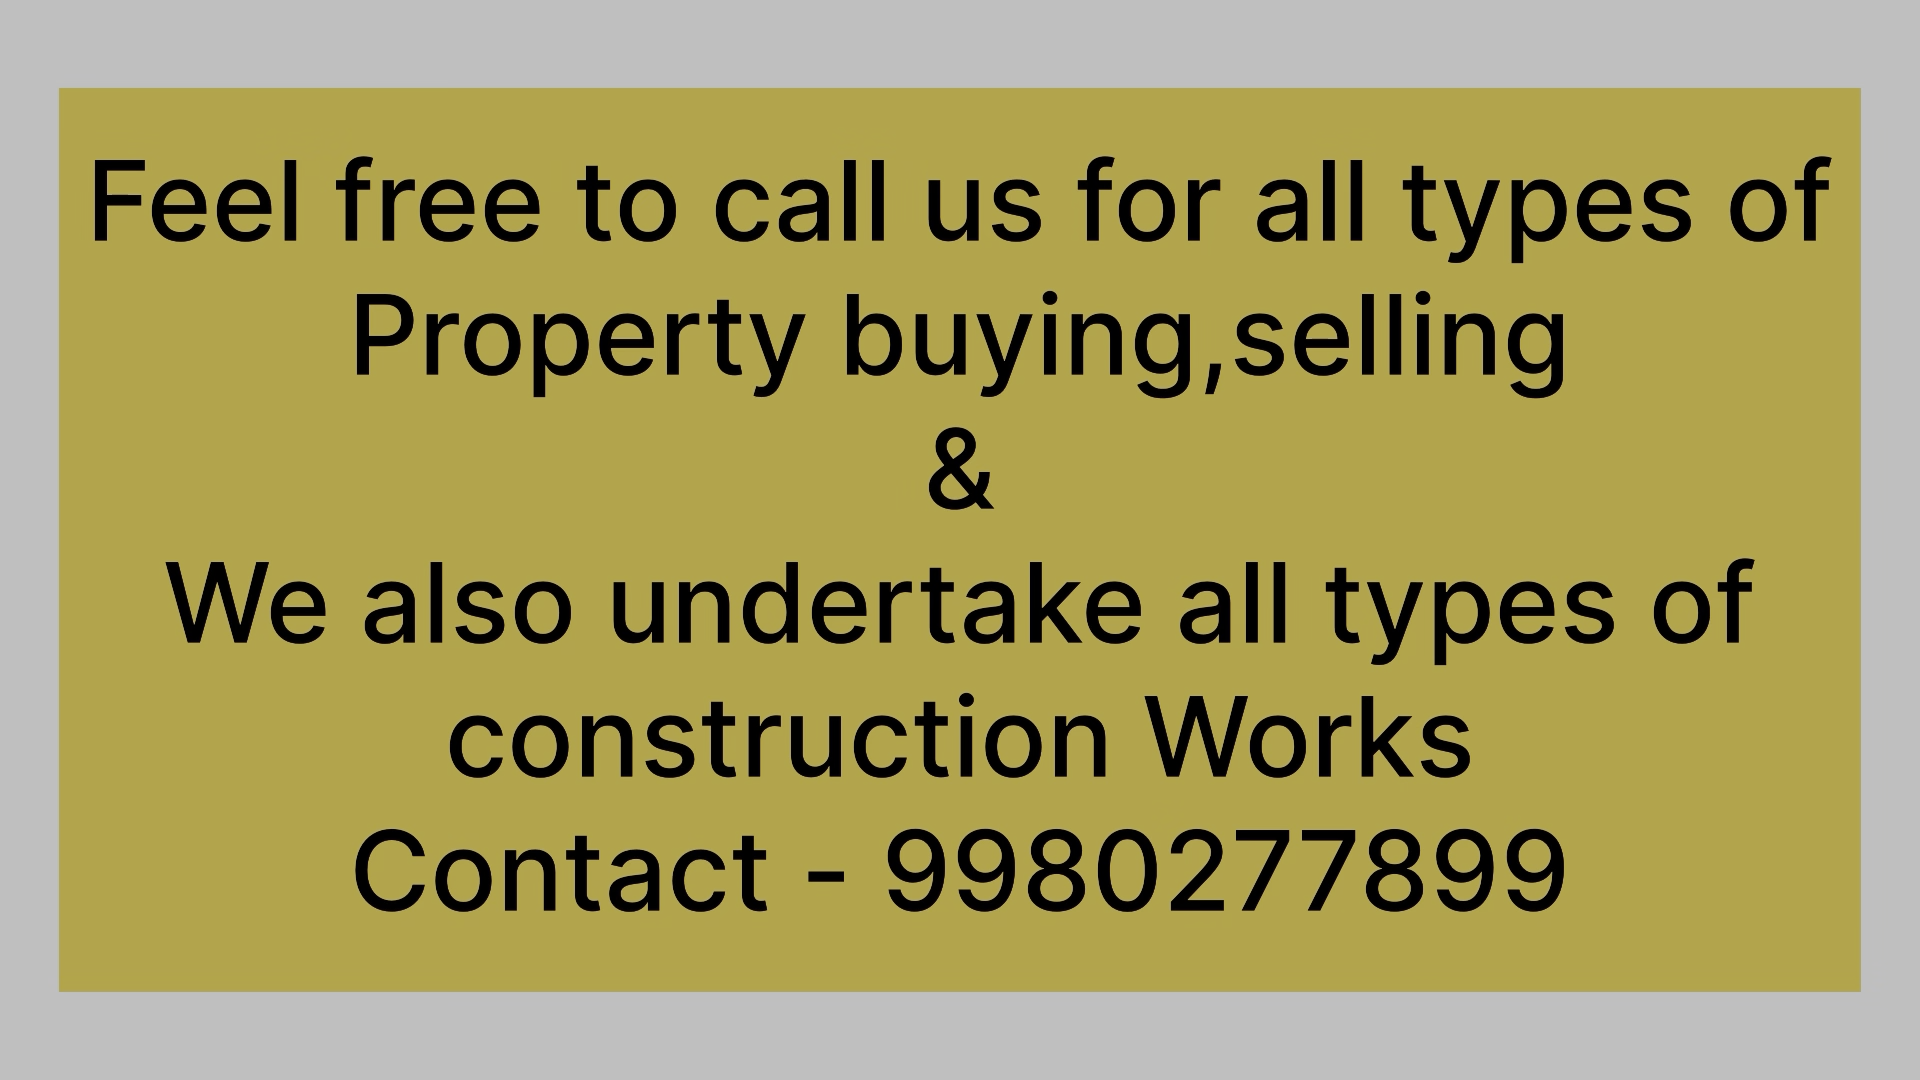 Feel free to call us for all types of
Property buying,selling
&
We also undertake all types of
construction Works
Contact - 9980277899